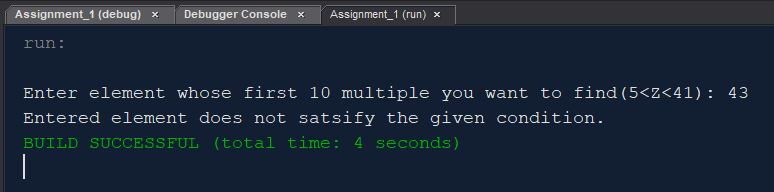 Assignment_1 (debug) × Debugger Console × Assignment_1 (run) ×
run:
Enter element whose first 10 multiple you want to find(5<Z<41): 43
Entered element does not satsify the given condition.
BUILD SUCCESSFUL (total time: 4 seconds)